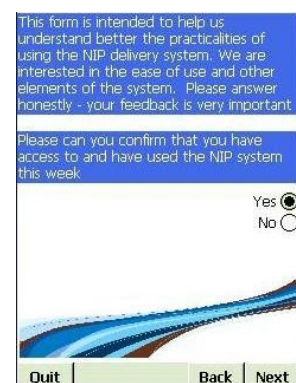 This form is intended to help us
understand better the practicalities of
using the NIP delivery system. We are
interested in the ease of use and other
elements of the system. Please answer
honestly - your feedback is very important
Please can you confirm that you have
access to and have used the NIP system
this week
Yes
No
Quit Back Next